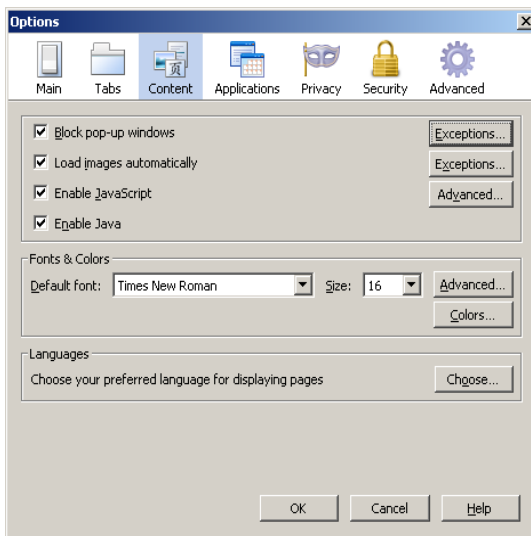 Options
Main Tabs Content Applications Privacy Security Advanced
Block pop-up windows Exceptions...
Load images automatically Exceptions...
Enable JavaScript Advanced...
Enable Java
Fonts & Colors
Default font: Times New Roman Size: 16 Advanced...
Colors...
Languages
Choose your preferred language for displaying pages Choose...
OK Cancel Help